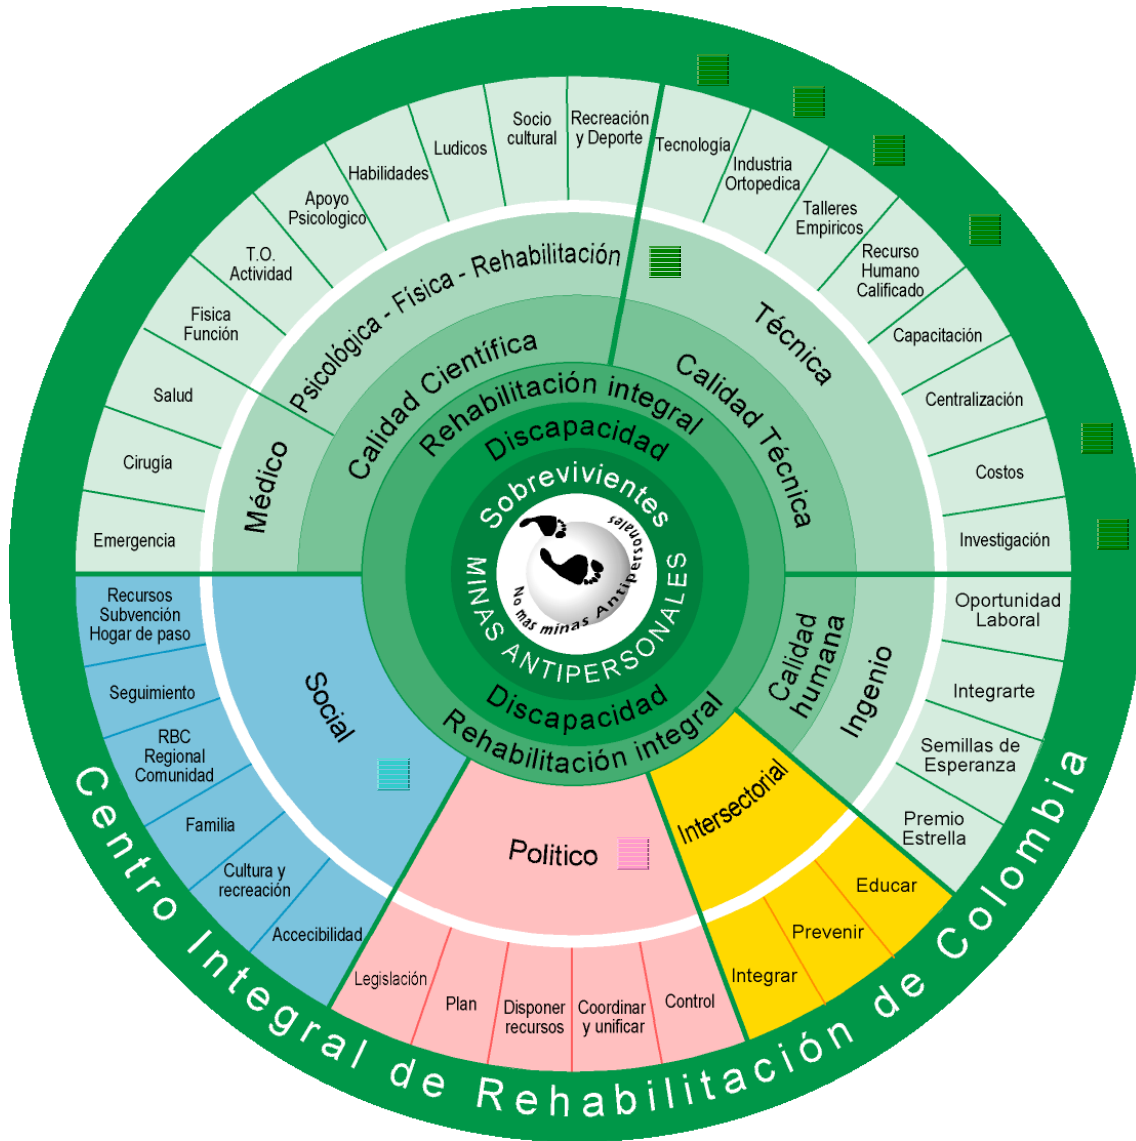 Recreación
y Deporte
Socio
cultural
Ludicos
Habilidades
Apoyo
Psicologico
T.O.
Actividad
Fisica
Función
Salud
Cirugía
Emergencia
Tecnología
Industria
Ortopedica
Talleres
Empiricos
Recurso
Humano
Calificado
Capacitación
Centralización
Costos
Investigación
Psicológica - Física - Rehabilitación
Médico
Calidad Científica
Técnica
Calidad Técnica
Rehabilitación integral
Discapacidad
Sobrevivientes
MINAS ANTIPERSONALES
No mas minas Antipersonales
Discapacidad
Rehabilitación integral
Calidad
humana
Ingenio
Oportunidad
Laboral
Integrarte
Semillas de
Esperanza
Premio
Estrella
Intersectorial
Educar
Prevenir
Integrar
Politico
Control
Coordinar
y unificar
Disponer
recursos
Plan
Legislación
Social
Recursos
Subvención
Hogar de paso
Seguimiento
RBC
Regional
Comunidad
Familia
Cultura y
recreación
Accecibilidad
Centro Integral de Rehabilitación de Colombia